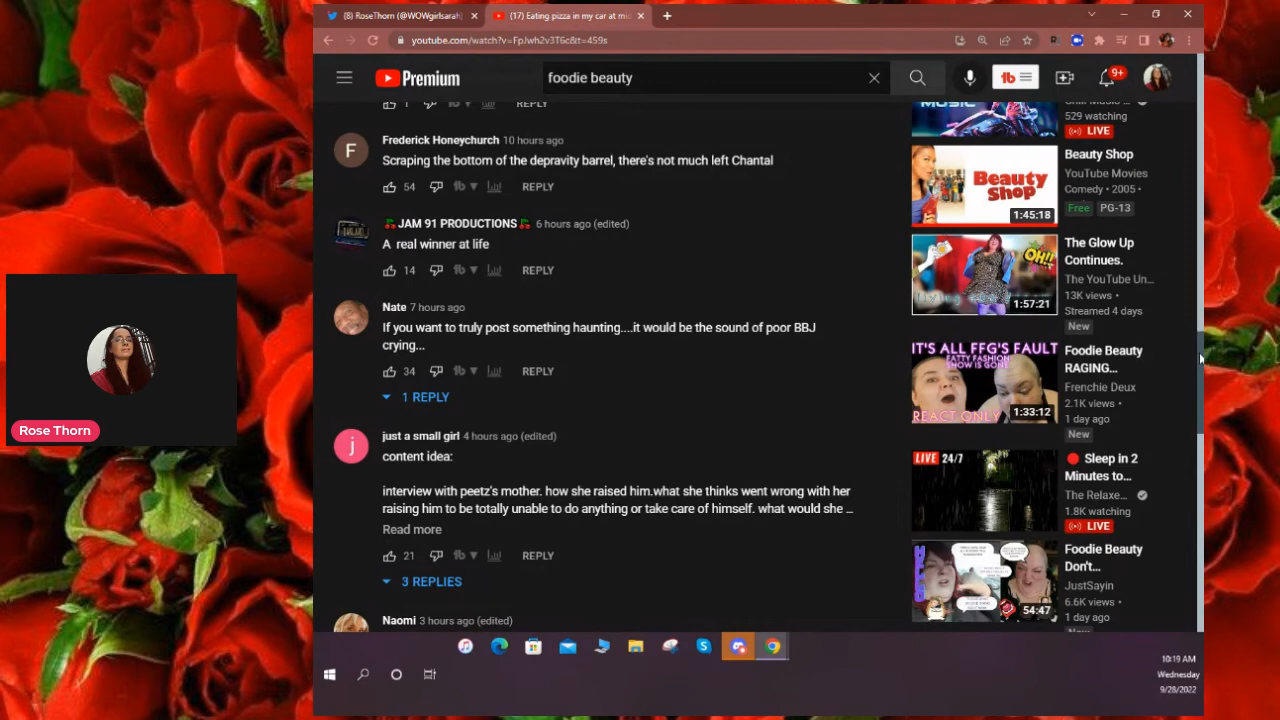 (8) RoseThorn (@WOWgirlsarah
(17) Eating pizza in my car at mi
youtube.com/watch?v=FpJwh2v3T6c&t=459s
Premium
foodie beauty
9+
1
REPLY
Frederick Honeychurch 10 hours ago
Scraping the bottom of the depravity barrel, there's not much left Chantal
54
REPLY
🍒JAM 91 PRODUCTIONS🍒 6 hours ago (edited)
A real winner at life
14
REPLY
Nate 7 hours ago
If you want to truly post something haunting....it would be the sound of poor BBJ
crying...
34
REPLY
1 REPLY
just a small girl 4 hours ago (edited)
content idea:
interview with peetz's mother. how she raised him.what she thinks went wrong with her
raising him to be totally unable to do anything or take care of himself. what would she ...
Read more
21
REPLY
3 REPLIES
Naomi 3 hours ago (edited)
MUSIC
529 watching
LIVE
Beauty Shop
1:45:18
Beauty Shop
YouTube Movies
Comedy • 2005 •
Free PG-13
OH!!
1:57:21
The Glow Up
Continues.
The YouTube Un...
13K views •
Streamed 4 days
New
IT'S ALL FFG'S FAULT
FATTY FASHION
SHOW IS GONE
REACT ONLY
1:33:12
Foodie Beauty
RAGING...
Frenchie Deux
2.1K views •
1 day ago
New
LIVE 24/7
Sleep in 2
Minutes to...
The Relaxe...
1.8K watching
LIVE
54:47
Foodie Beauty
Don't...
JustSayin
6.6K views •
1 day ago
Rose Thorn
10:19 AM
Wednesday
9/28/2022